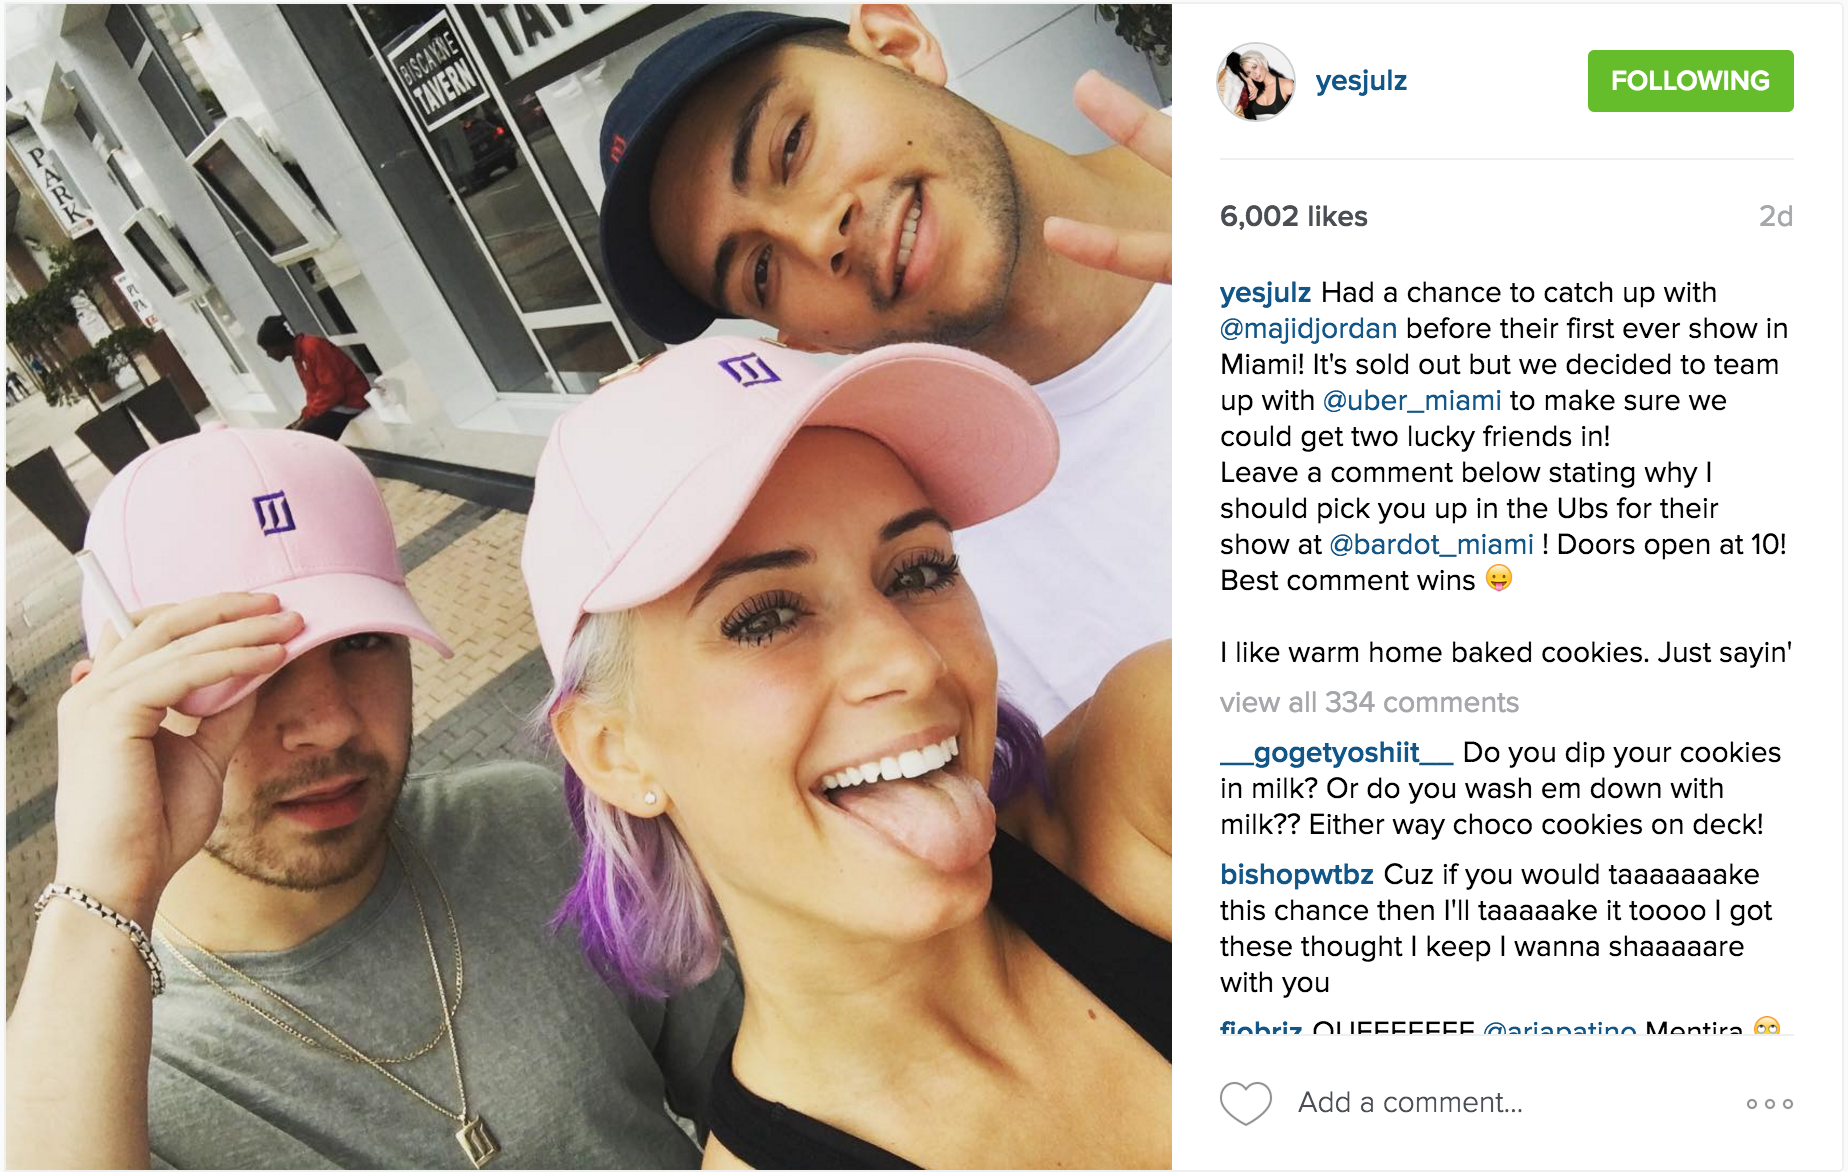 BISCAYNE
TAVERN
TAV
PARK
yesjulz
FOLLOWING
6,002 likes
2d
yesjulz Had a chance to catch up with
@majidjordan before their first ever show in
Miami! It's sold out but we decided to team
up with @uber_miami to make sure we
could get two lucky friends in!
Leave a comment below stating why I
should pick you up in the Ubs for their
show at @bardot_miami ! Doors open at 10!
Best comment wins 😛
I like warm home baked cookies. Just sayin'
view all 334 comments
__gogetyoshiit__ Do you dip your cookies
in milk? Or do you wash em down with
milk?? Either way choco cookies on deck!
bishopwtbz Cuz if you would taaaaaaake
this chance then I'll taaaaake it toooo I got
these thought I keep I wanna shaaaaare
with you
fiobriz QUEEEEEEE @ariapatino Mentira 🙄
Add a comment...